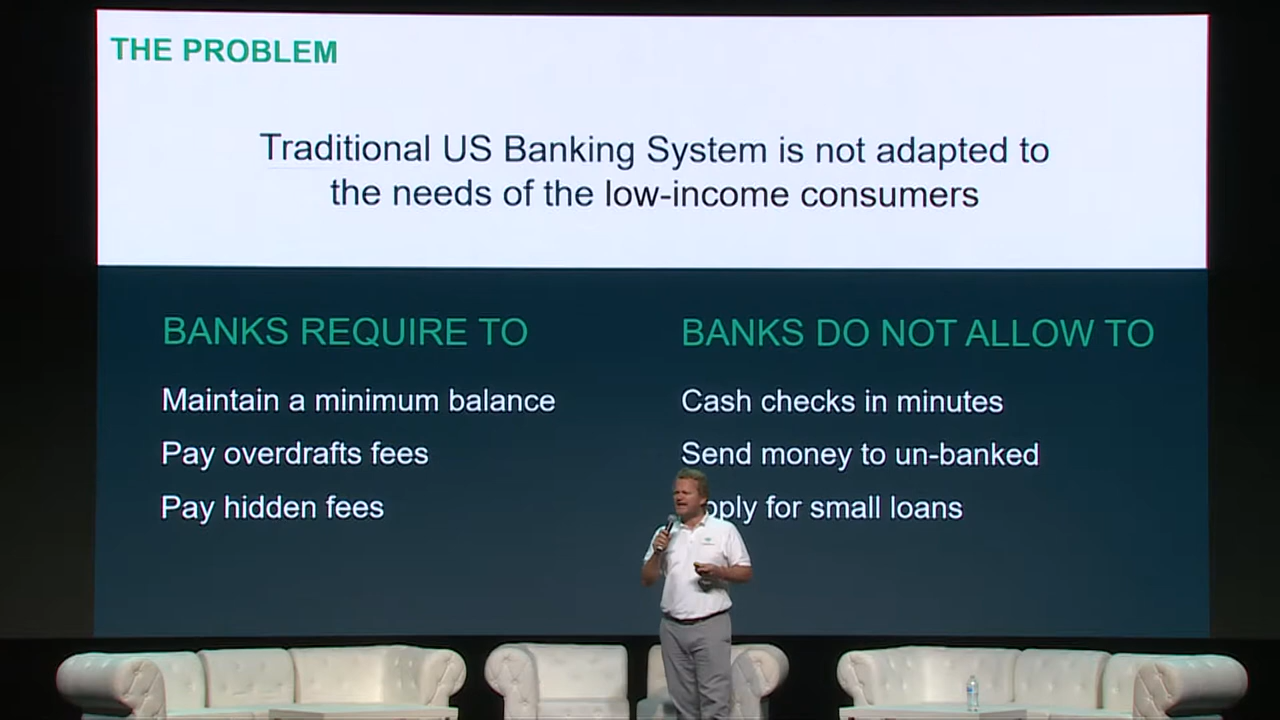 THE PROBLEM
Traditional US Banking System is not adapted to
the needs of the low-income consumers
BANKS REQUIRE TO
Maintain a minimum balance
Pay overdrafts fees
Pay hidden fees
BANKS DO NOT ALLOW TO
Cash checks in minutes
Send money to un-banked
for small loans